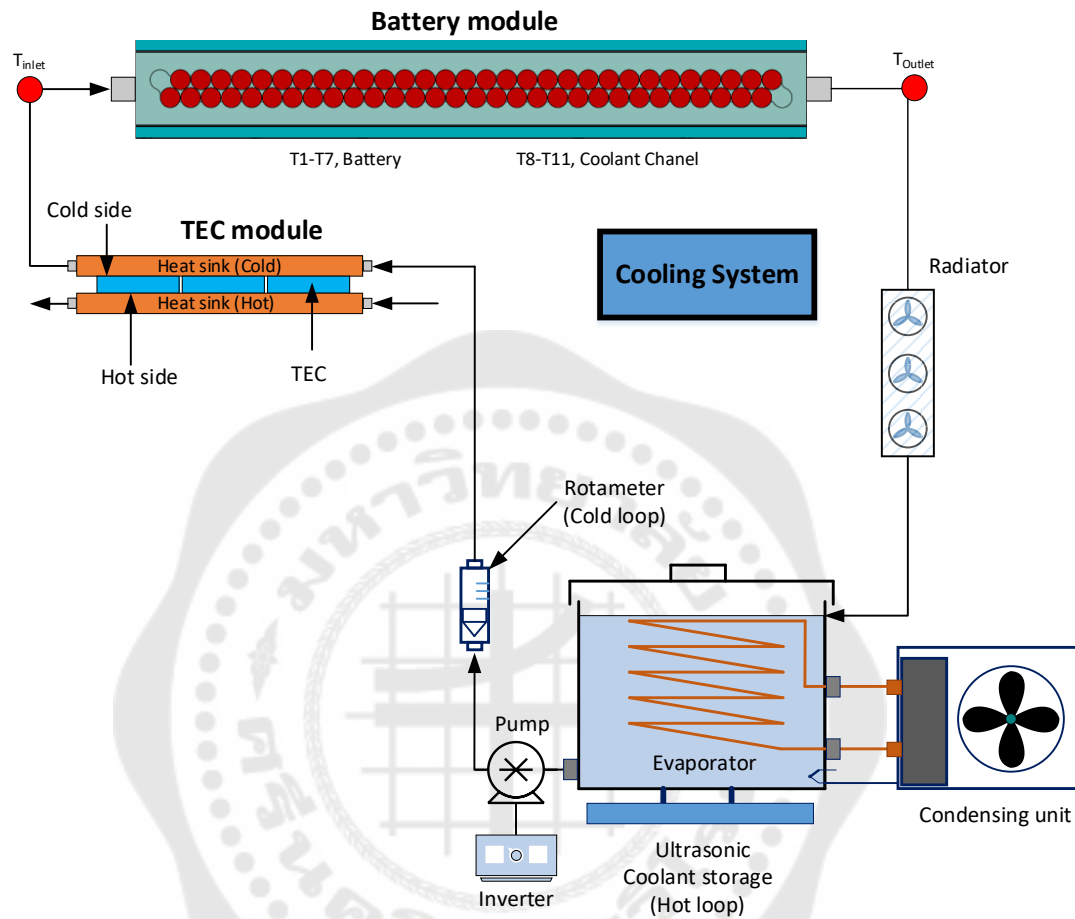 Battery module
T inlet
T Outlet
T1-T7, Battery
T8-T11, Coolant Chanel
Cold side
TEC module
Heat sink (Cold)
Heat sink (Hot)
Hot side
TEC
Cooling System
Radiator
Rotameter
(Cold loop)
Pump
Evaporator
Inverter
Ultrasonic
Coolant storage
(Hot loop)
Condensing unit